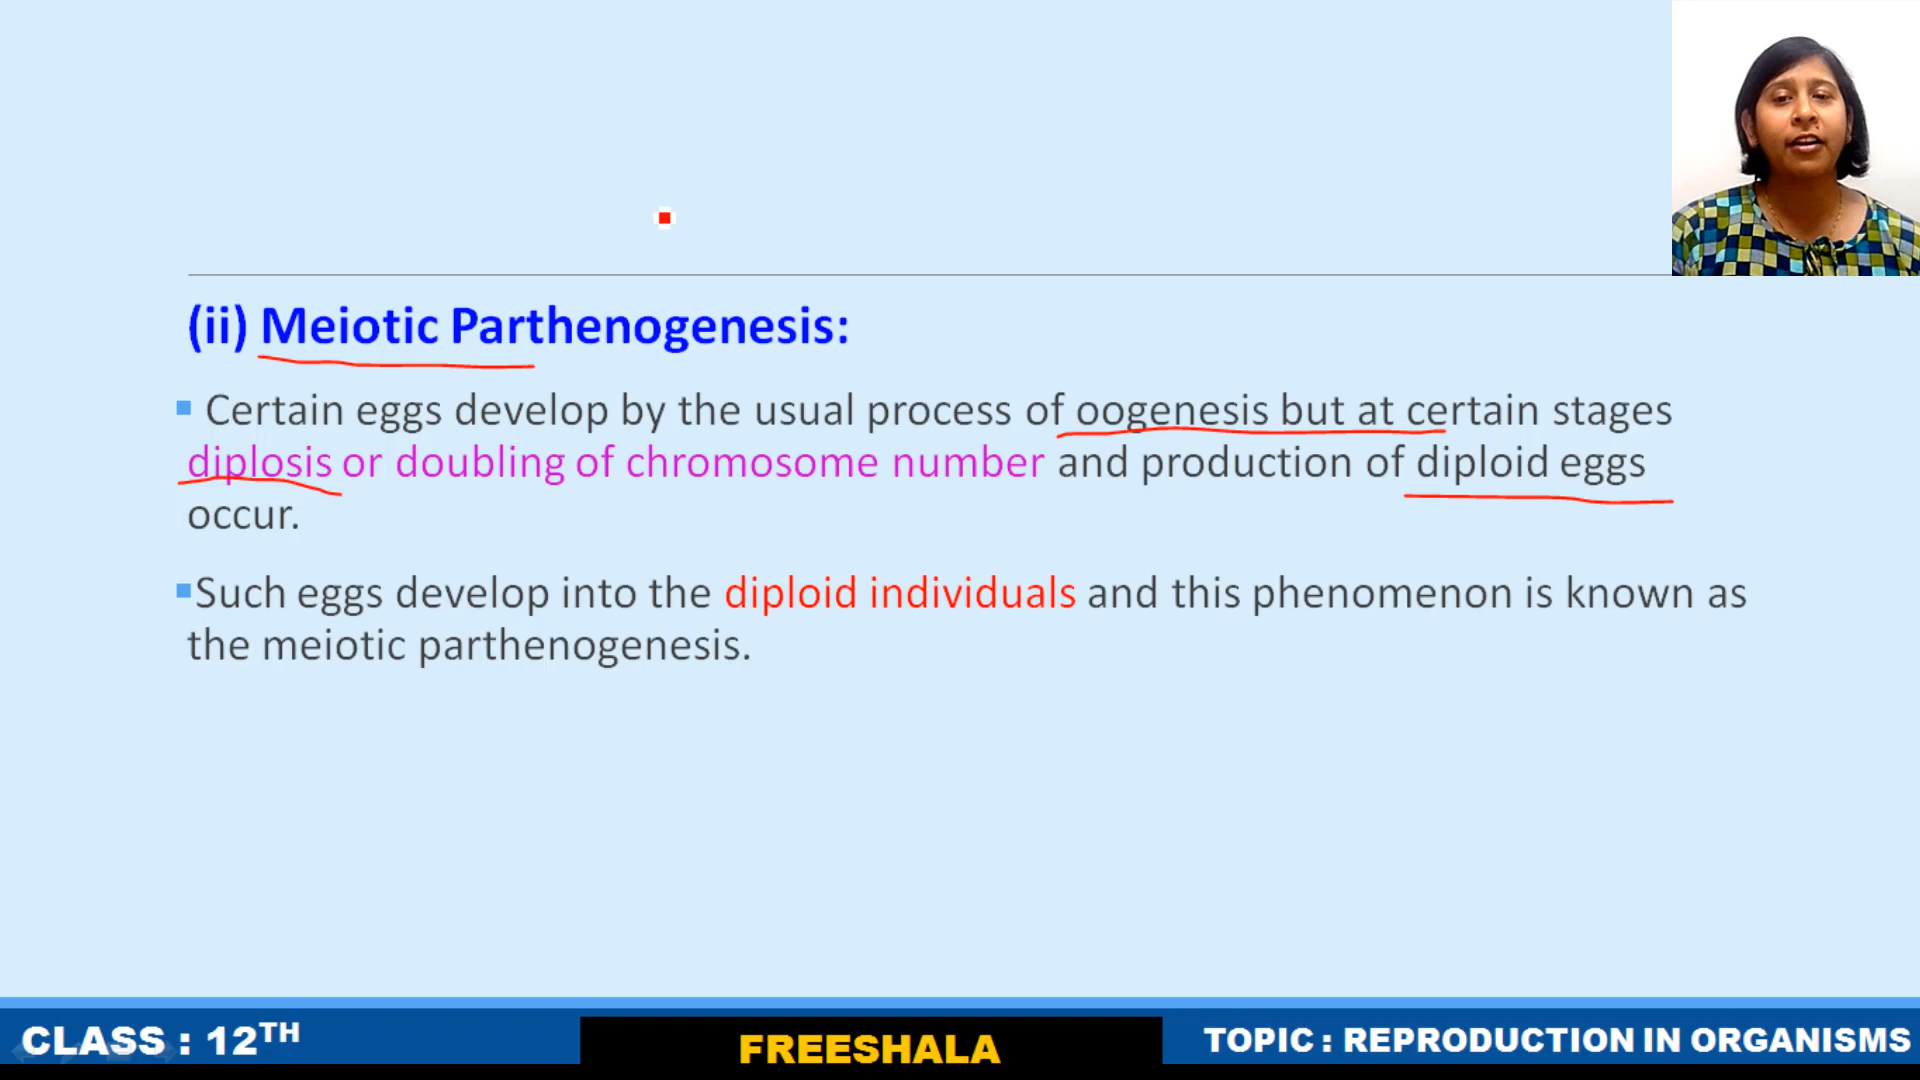 (ii) Meiotic Parthenogenesis:
Certain eggs develop by the usual process of oogenesis but at certain stages
diplosis or doubling of chromosome number and production of diploid eggs
occur.
Such eggs develop into the diploid individuals and this phenomenon is known as
the meiotic parthenogenesis.
CLASS : 12TH
FREESHALA
TOPIC : REPRODUCTION IN ORGANISMS